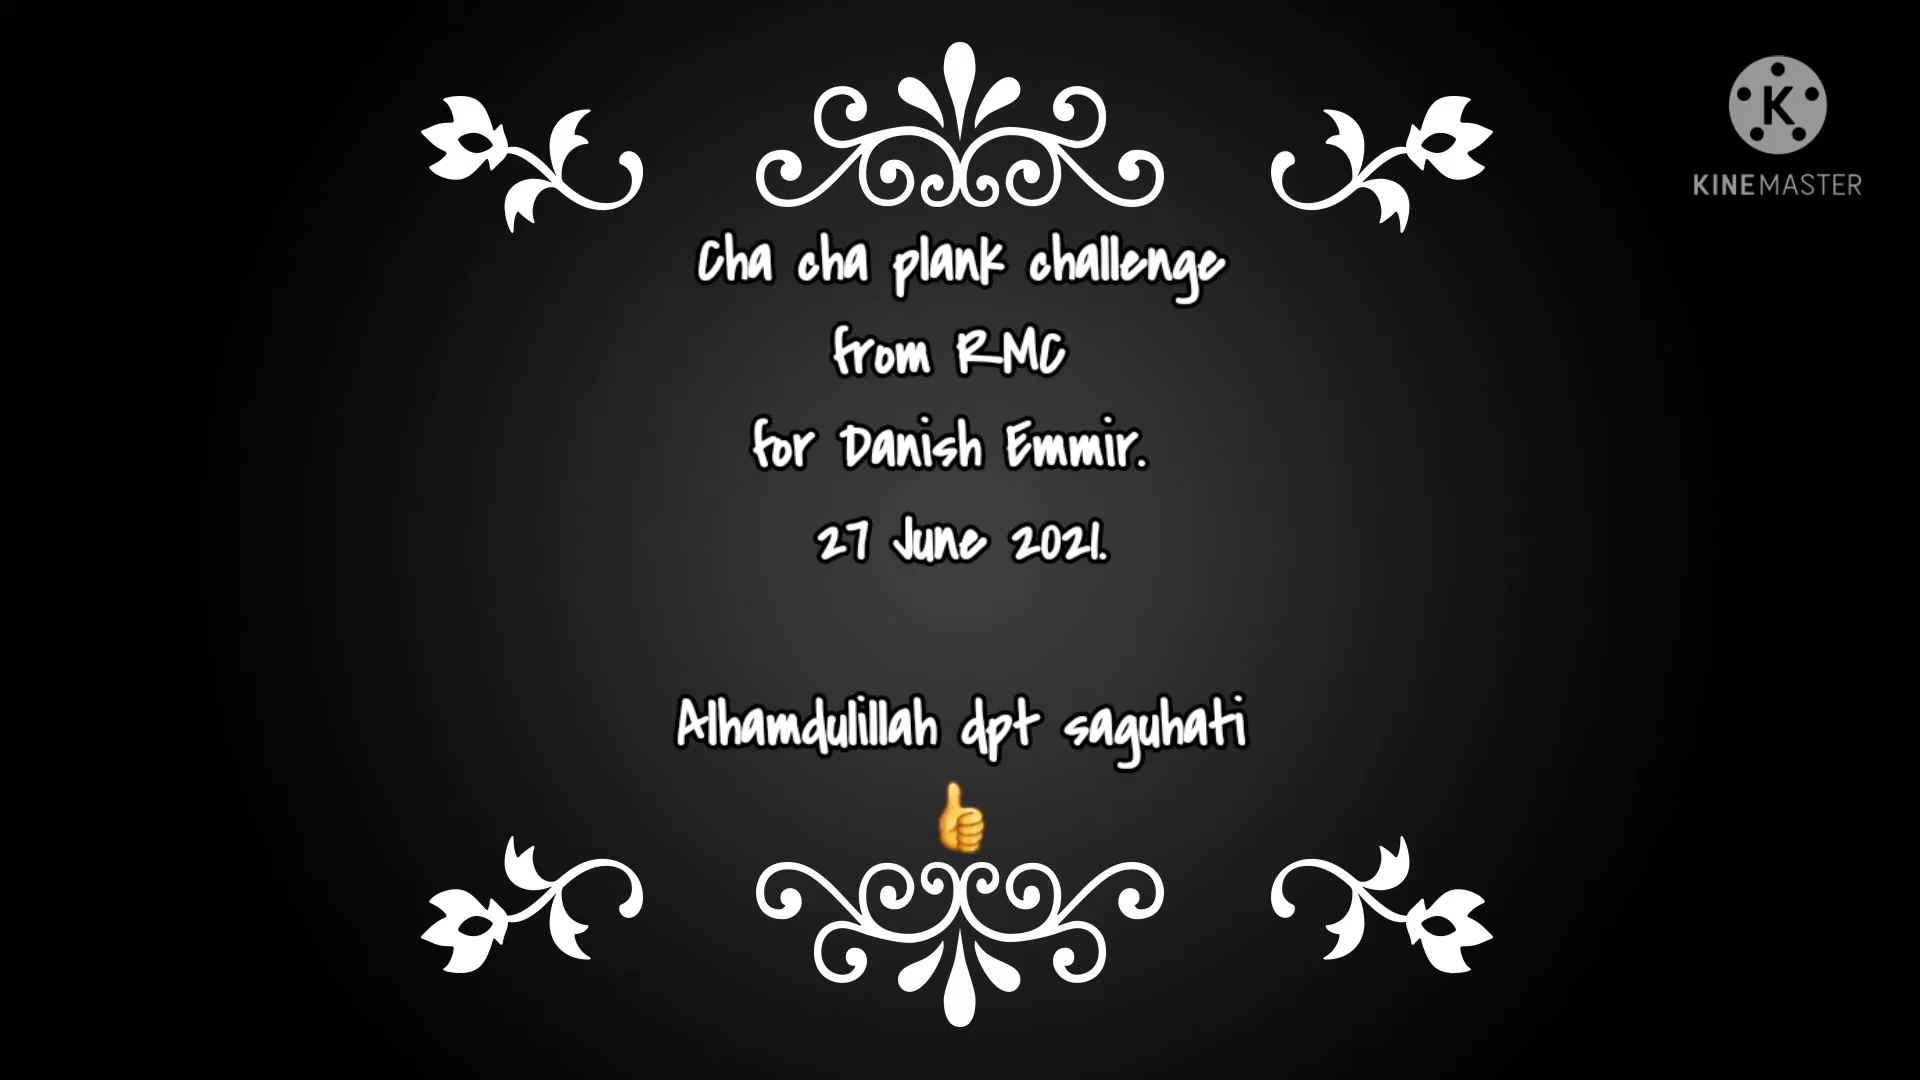 Cha cha plank challenge
from RMC
for Danish Emmir.
27 June 2021.
Alhamdulillah dpt saguhati
👍
K
KINEMASTER